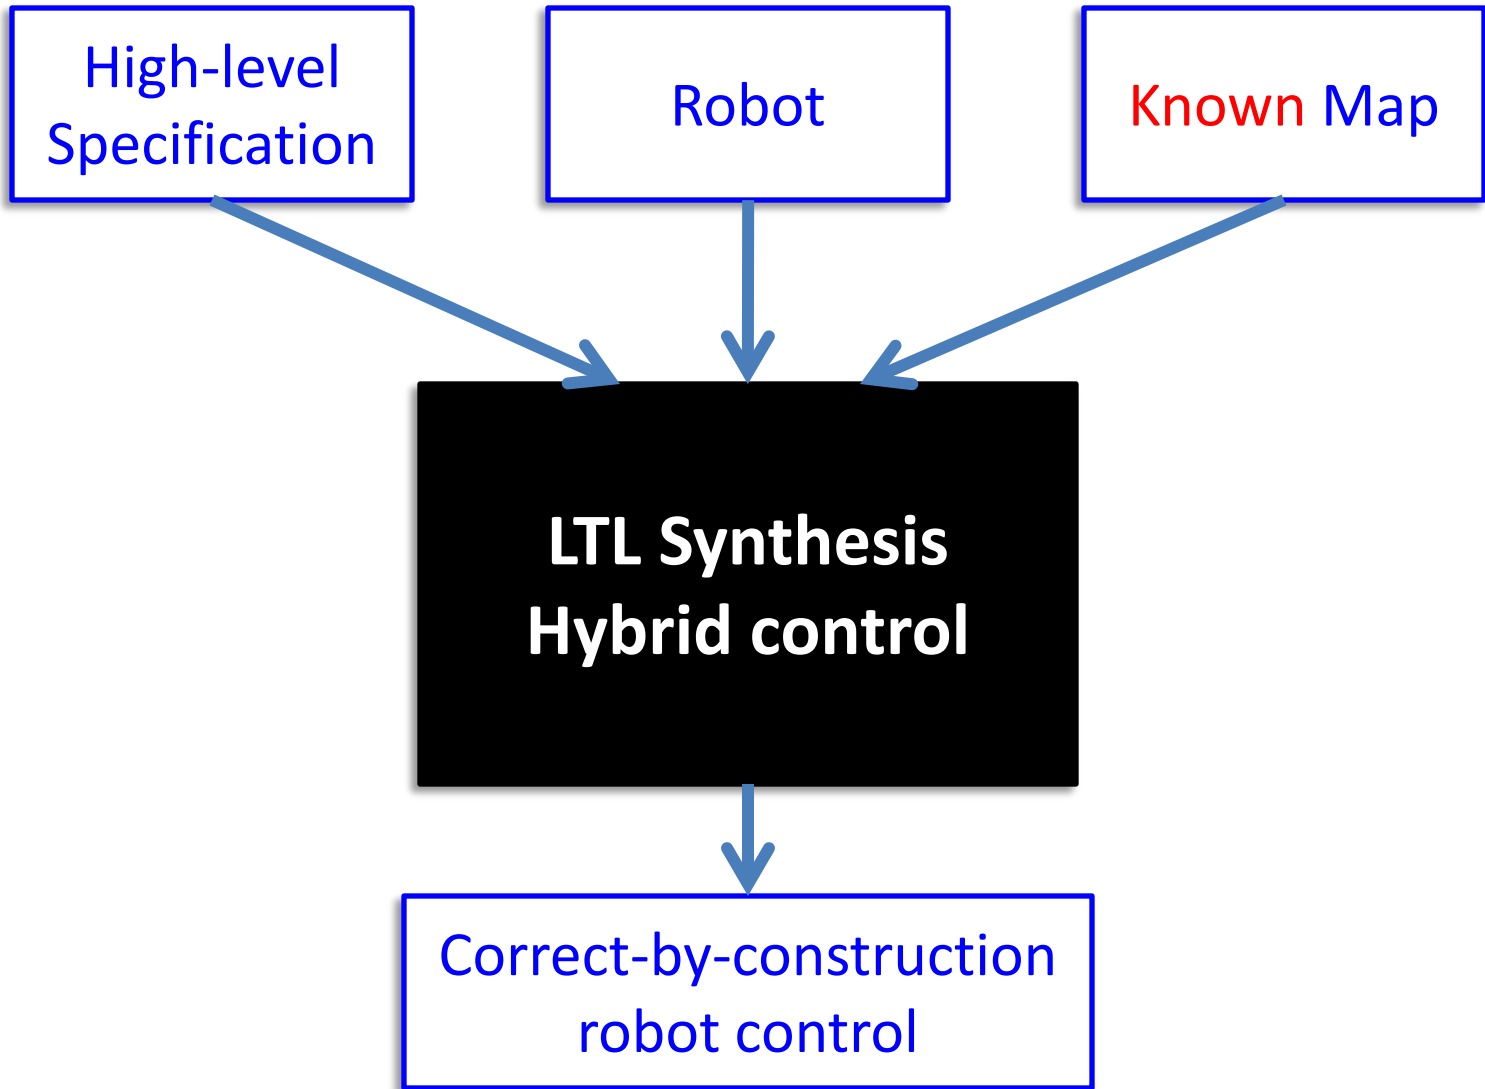 High-level
Specification
Robot
Known Map
LTL Synthesis
Hybrid control
Correct-by-construction
robot control